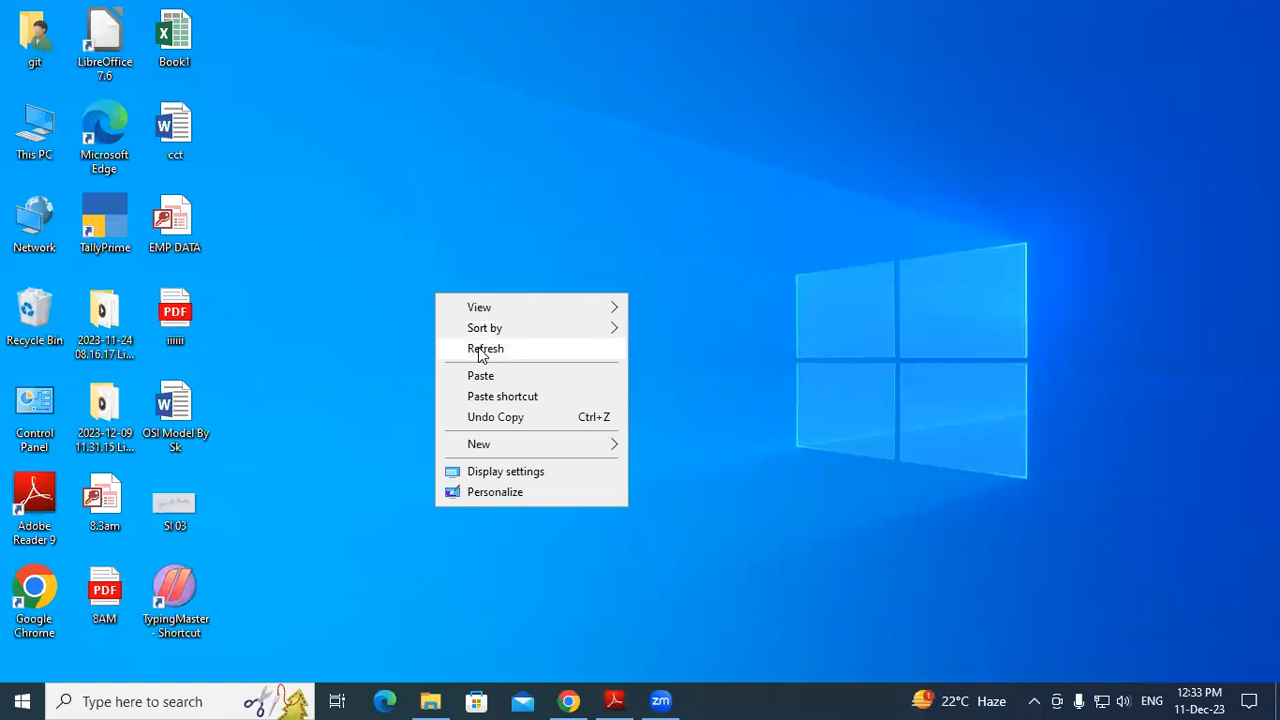 git
LibreOffice
7.6
Book1
This PC
Microsoft
Edge
cct
Network
TallyPrime
EMP DATA
Recycle Bin
2023-11-24
08.16.17 Li...
iiiiii
Control
Panel
2023-12-09
11.31.15 Li...
OSI Model By
Sk
Adobe
Reader 9
8.3am
SI 03
Google
Chrome
8AM
TypingMaster
- Shortcut
PDF
PDF
View
Sort by
Refresh
Paste
Paste shortcut
Undo Copy Ctrl+Z
New
Display settings
Personalize
Type here to search
zm
22°C Haze
ENG
12:33 PM
11-Dec-23